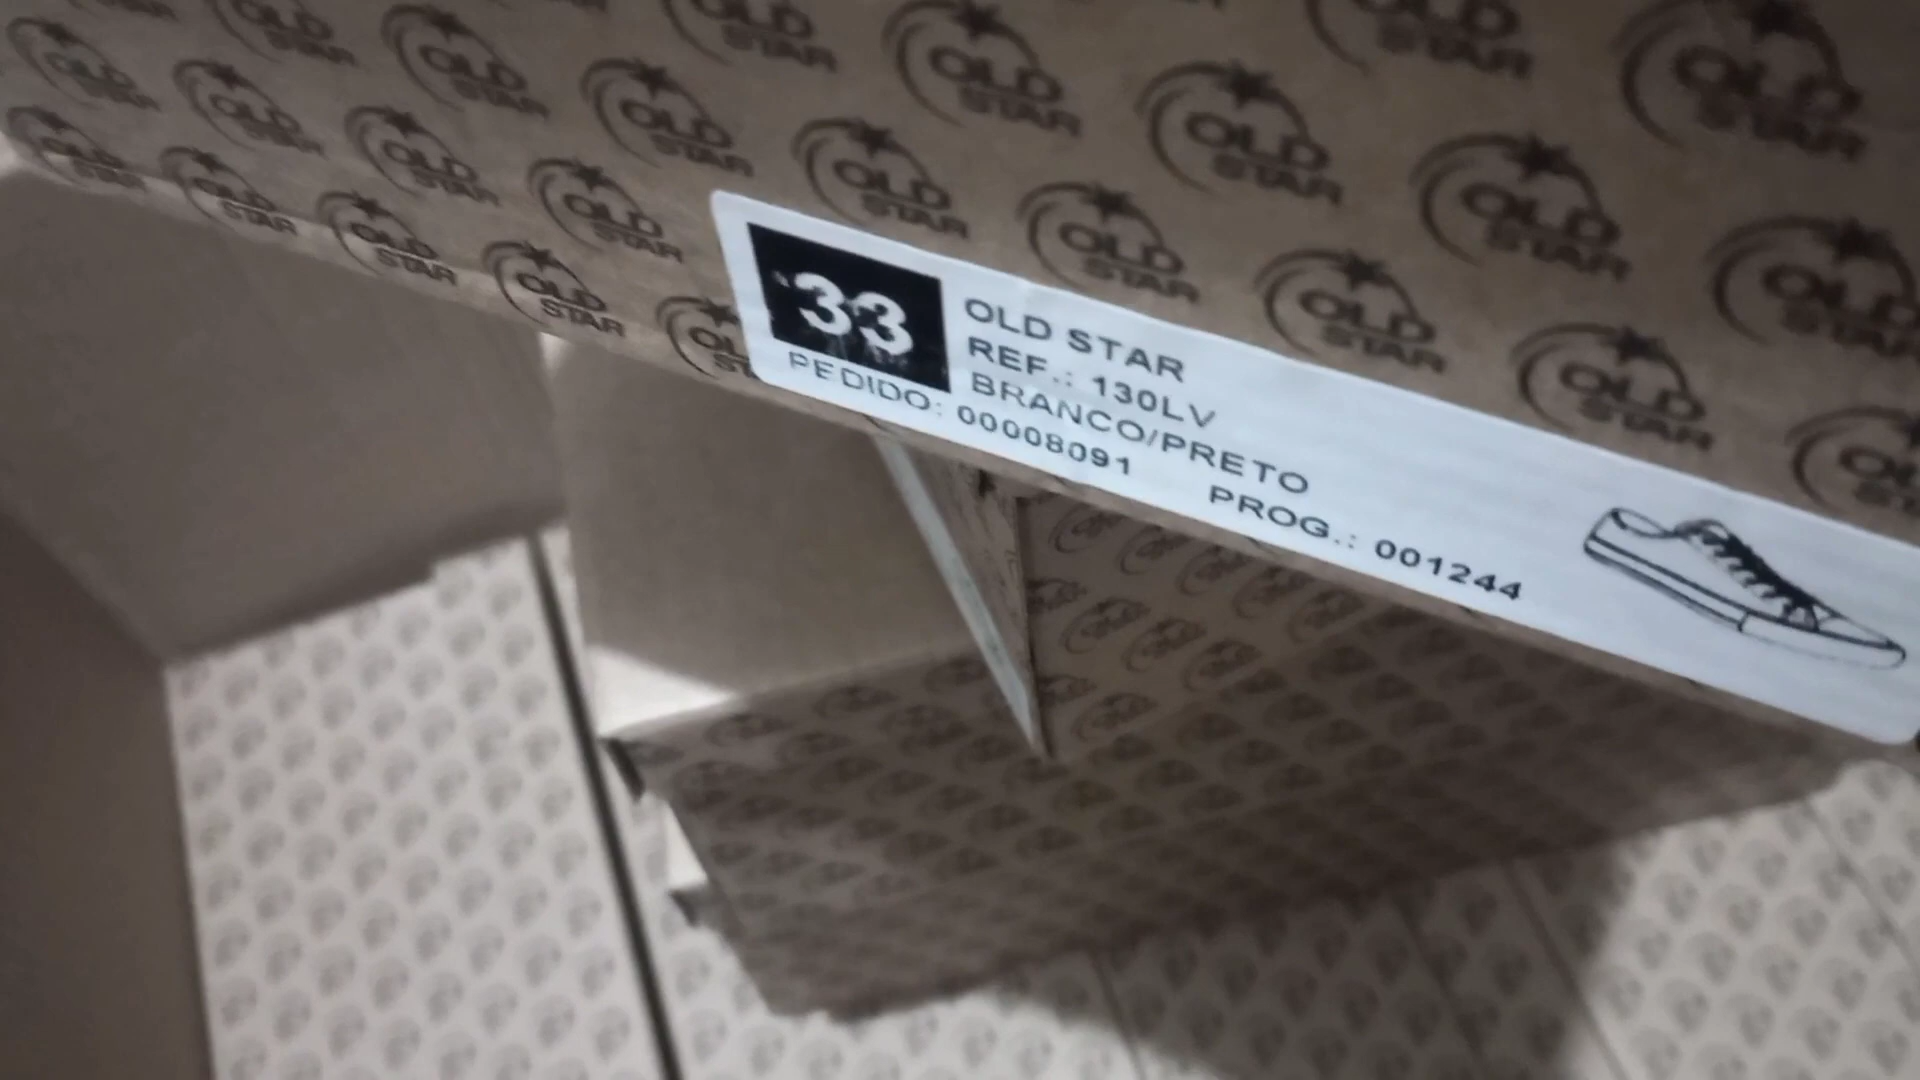 33
OLD STAR
REF.: 130LV
BRANCO/PRETO
PEDIDO: 00008091
PROG.: 001244
OLD
STAR